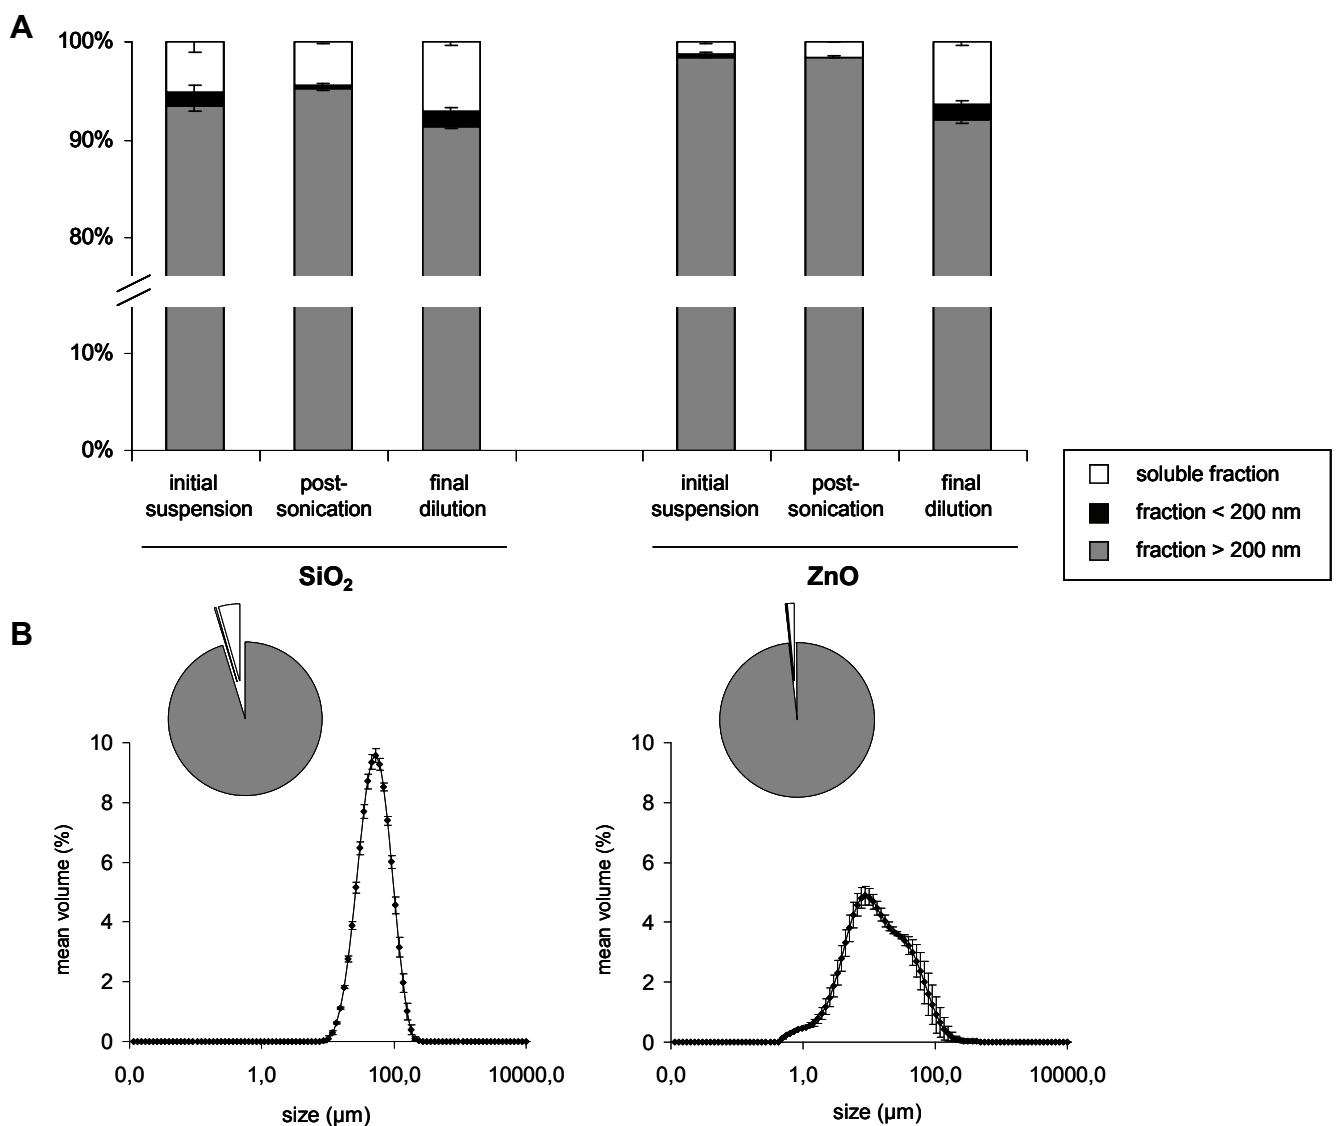 A
100%
90%
80%
10%
0%
initial
suspension
post-
sonication
final
dilution
initial
suspension
post-
sonication
final
dilution
SiO₂
ZnO
soluble fraction
fraction < 200 nm
fraction > 200 nm
B
10
8
6
4
2
0
mean volume (%)
0,0 1,0 100,0 10000,0
size (µm)
10
8
6
4
2
0
mean volume (%)
0,0 1,0 100,0 10000,0
size (µm)